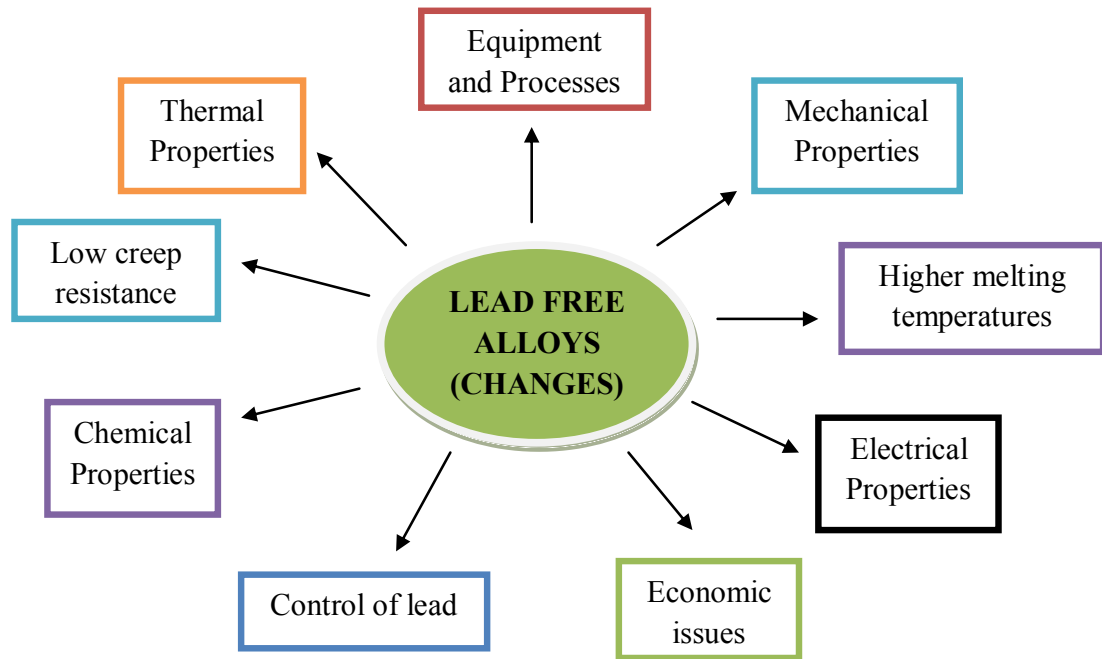 Equipment
and Processes
Thermal
Properties
Mechanical
Properties
Low creep
resistance
Higher melting
temperatures
LEAD FREE
ALLOYS
(CHANGES)
Chemical
Properties
Electrical
Properties
Control of lead
Economic
issues